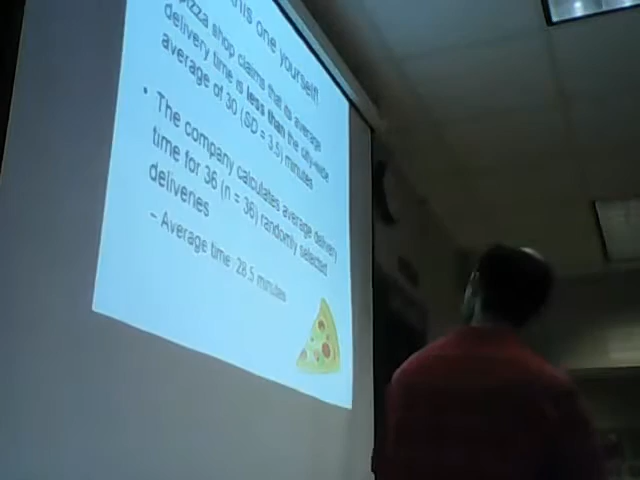 this one yourself!
pizza shop claims that its average
delivery time is less than the city-wide
average of 30 (SD = 3.5) minutes
• The company calculates average delivery
time for 36 (n = 36) randomly selected
deliveries
– Average time: 28.5 minutes